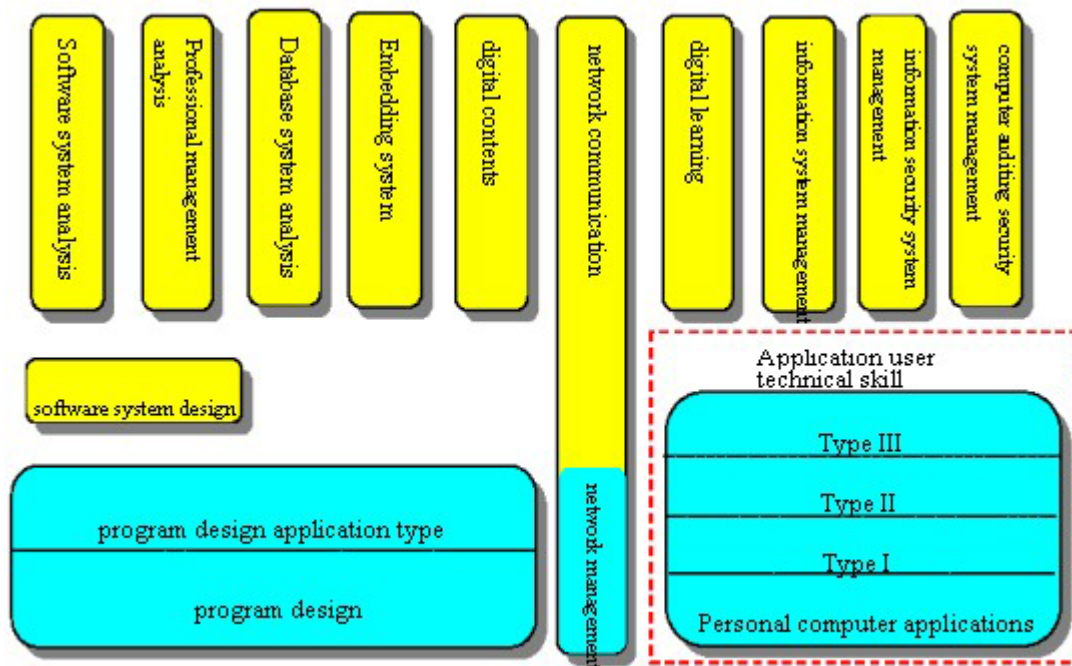 Software system analysis
Professional management
analysis
Database system analysis
Embedding system
digital contents
network communication
digital learning
information system management
information security system
management
computer auditing security
system management
software system design
Application user
technical skill
program design application type
program design
network management
Type III
Type II
Type I
Personal computer applications